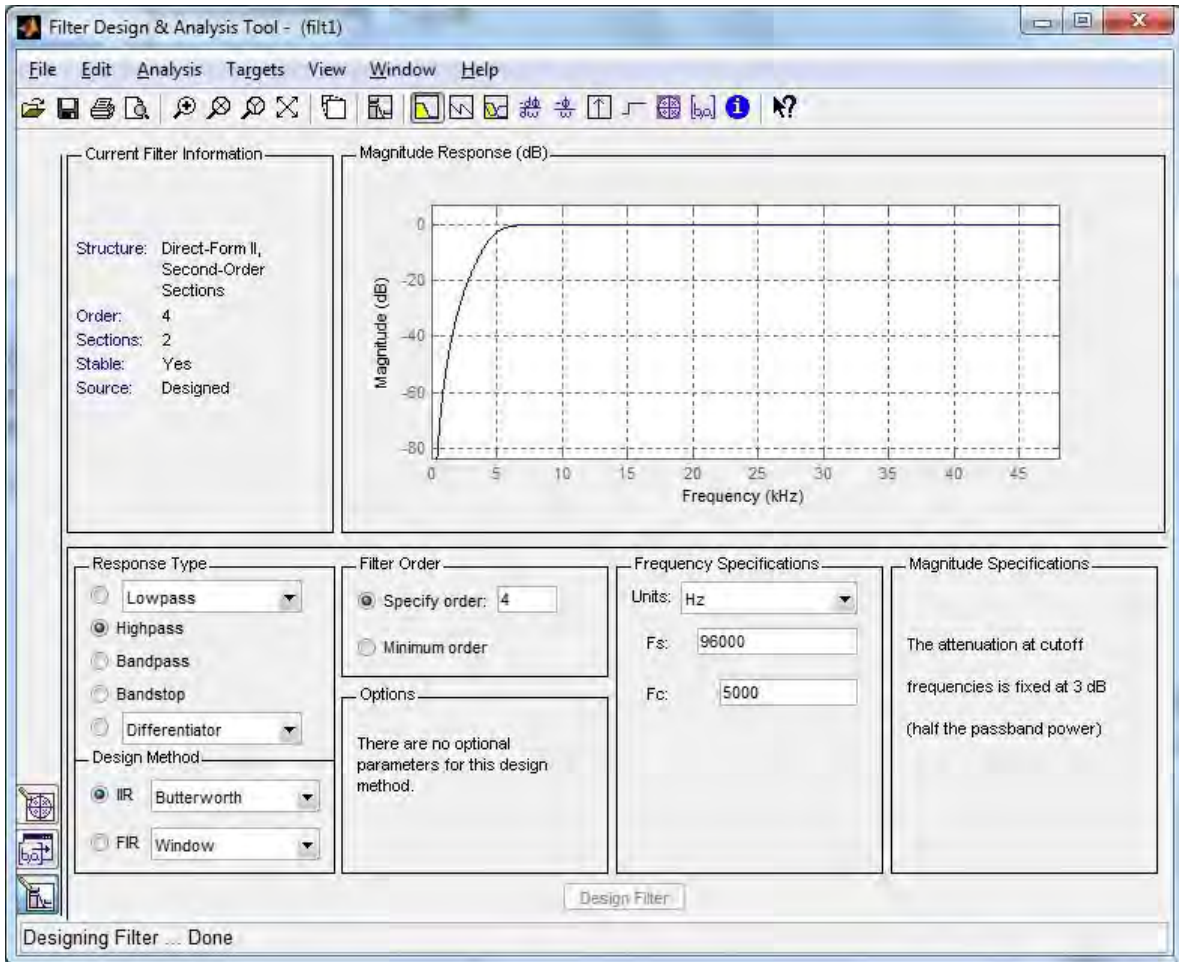 Filter Design & Analysis Tool - (filt1)
File Edit Analysis Targets View Window Help
Current Filter Information
Structure: Direct-Form II,
Second-Order
Sections
Order: 4
Sections: 2
Stable: Yes
Source: Designed
Magnitude Response (dB)
Magnitude (dB)
0
-20
-40
-60
-80
0 5 10 15 20 25 30 35 40 45
Frequency (kHz)
Response Type
Lowpass
Highpass
Bandpass
Bandstop
Differentiator
Design Method
IIR Butterworth
FIR Window
Filter Order
Specify order: 4
Minimum order
Options
There are no optional
parameters for this design
method.
Frequency Specifications
Units: Hz
Fs: 96000
Fc: 5000
Magnitude Specifications
The attenuation at cutoff
frequencies is fixed at 3 dB
(half the passband power)
Design Filter
Designing Filter ... Done